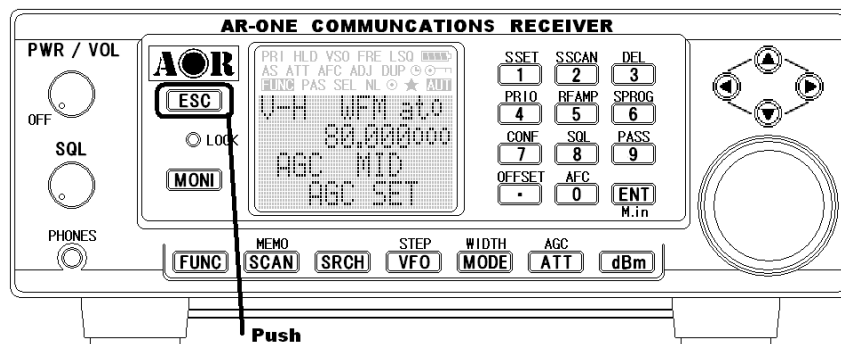 AR-ONE COMMUNCATIONS RECEIVER
PWR / VOL
OFF
SQL
PHONES
AOR
ESC
LOCK
MONI
PRI HLD VSO FRE LSQ
AS ATT AFC ADJ DUP
FUNC PAS SEL NL AUT
V-H WFM ato
80.000000
AGC MID
AGC SET
SSET SSCAN DEL
1 2 3
PRIO RFAMP SPROG
4 5 6
CONF SQL PASS
7 8 9
OFFSET AFC
. 0 ENT
M.in
MEMO STEP WIDTH AGC
FUNC SCAN SRCH VFO MODE ATT dBm
Push